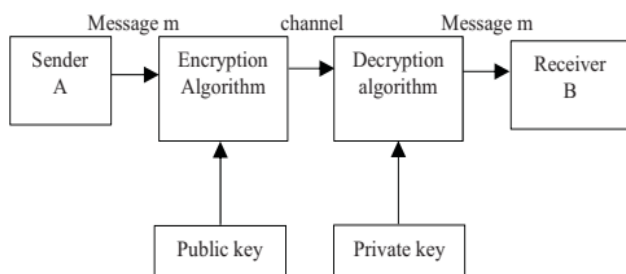 Message m
channel
Message m
Sender
A
Encryption
Algorithm
Decryption
algorithm
Receiver
B
Public key
Private key